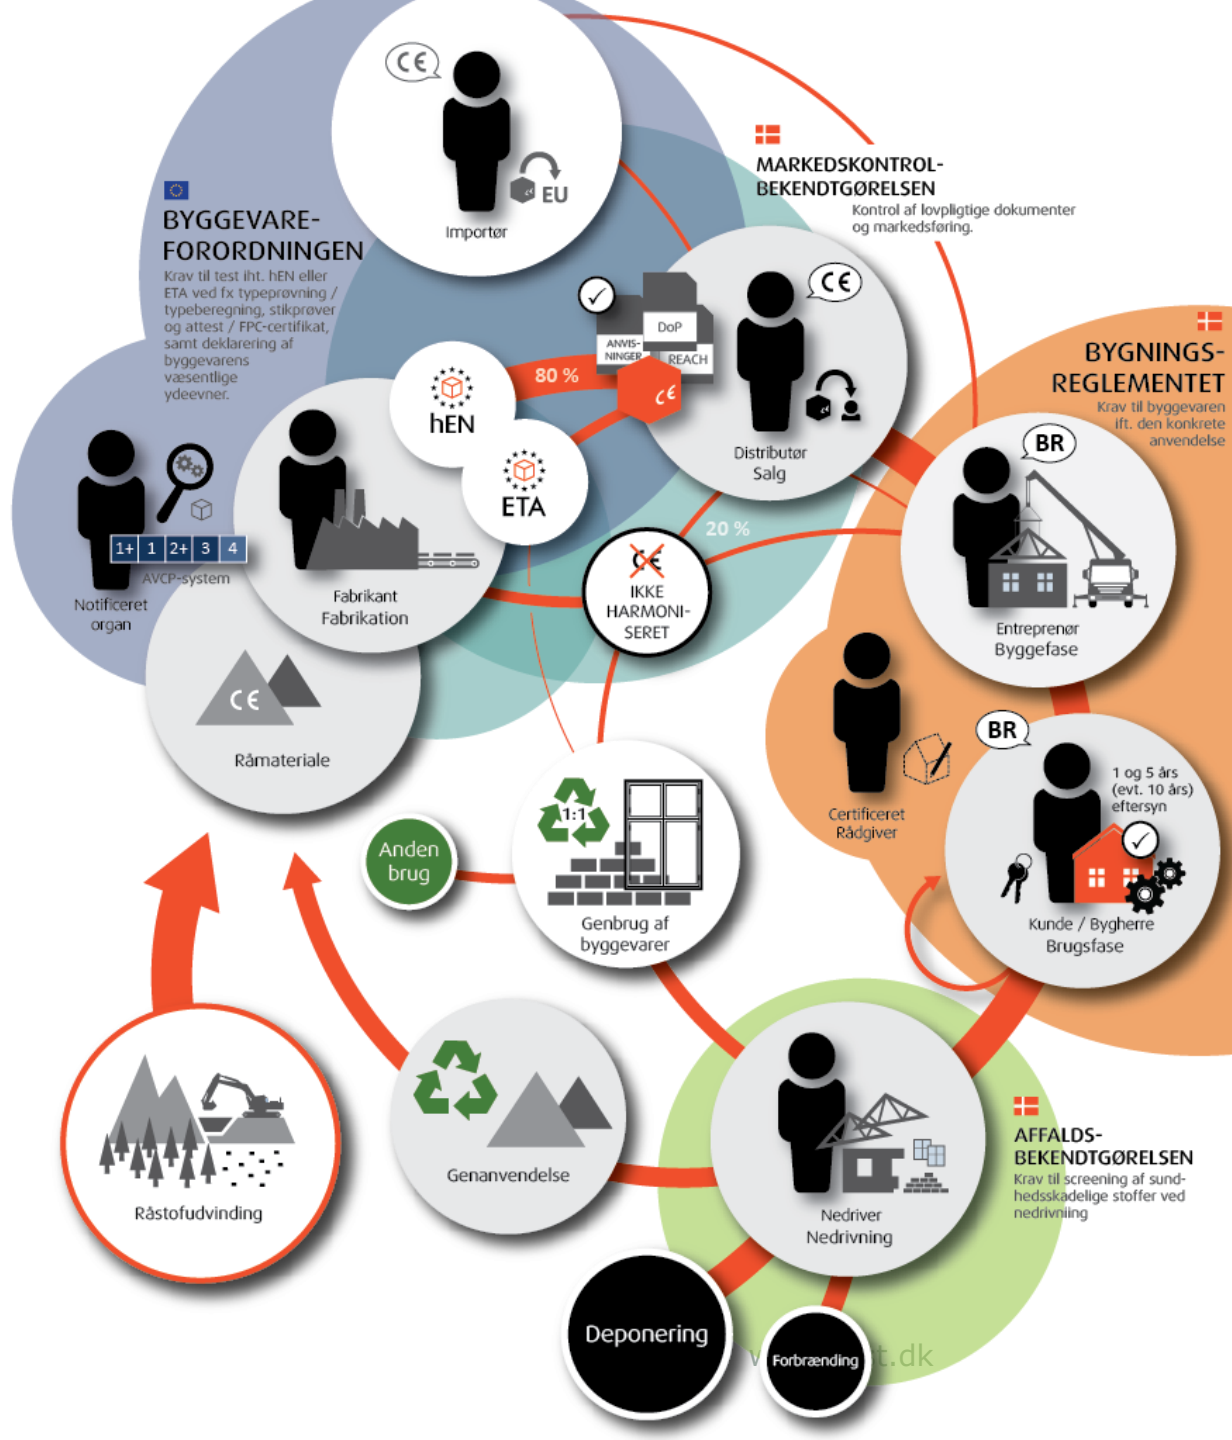 CE
EU
Importør
MARKEDSKONTROL-
BEKENDTGØRELSEN
Kontrol af lovpligtige dokumenter
og markedsføring.
BYGGEVARE-
FORORDNINGEN
Krav til test iht. hEN eller
ETA ved fx typeprøvning /
typeberegning, stikprøver
og attest / FPC-certifikat,
samt deklarering af
byggevarens
væsentlige
ydeevner.
CE
DoP
ANVIS-
NINGER
REACH
CE
80 %
Distributør
Salg
hEN
ETA
BYGNINGS-
REGLEMENTET
Krav til byggevaren
ift. den konkrete
anvendelse
BR
Entreprenør
Byggefase
1+ 1 2+ 3 4
AVCP-system
Notificeret
organ
Fabrikant
Fabrikation
20 %
CE
IKKE
HARMONI-
SERET
CE
Råmateriale
Certificeret
Rådgiver
BR
1 og 5 års
(evt. 10 års)
eftersyn
Kunde / Bygherre
Brugsfase
Anden
brug
1:1
Genbrug af
byggevarer
Genanvendelse
Råstofudvinding
Nedriver
Nedrivning
AFFALDS-
BEKENDTGØRELSEN
Krav til screening af sund-
hedsskadelige stoffer ved
nedrivniing
Deponering
Forbrænding
t.dk